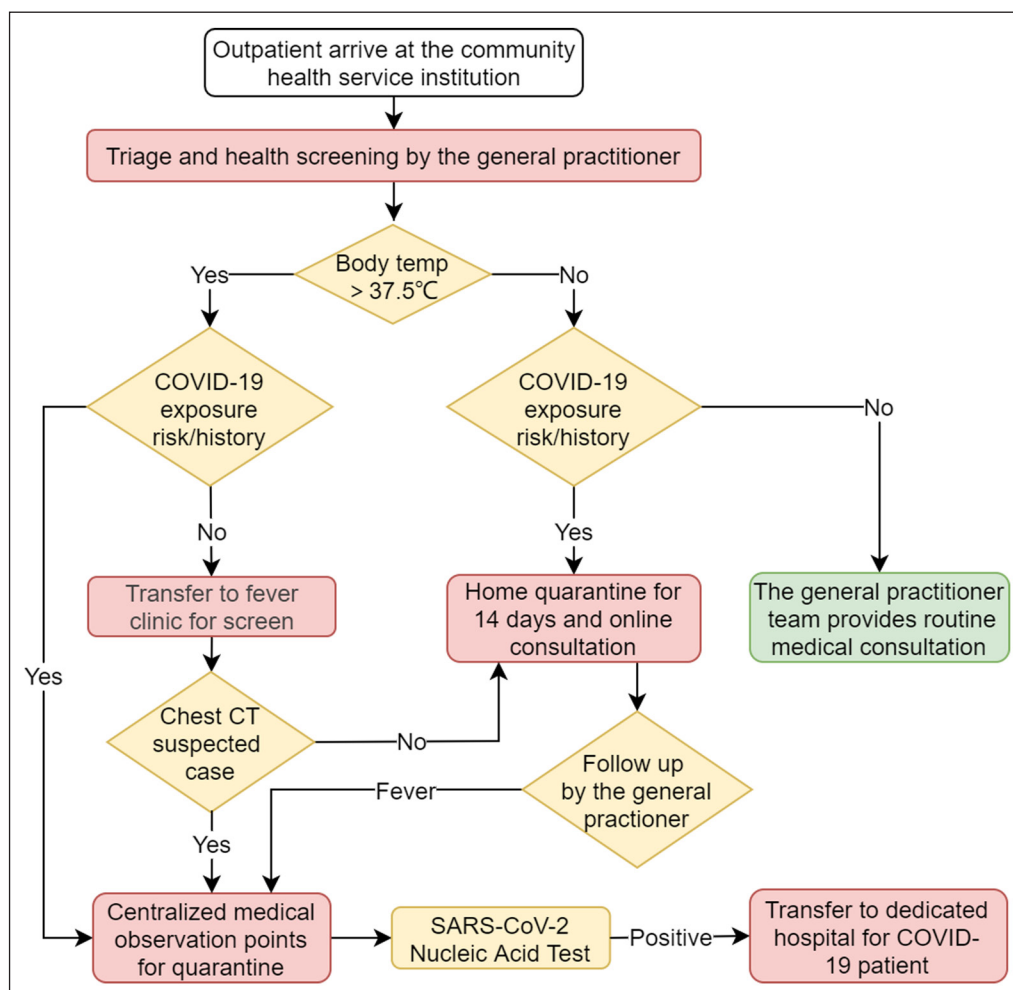 Outpatient arrive at the community
health service institution
Triage and health screening by the general practitioner
Body temp
> 37.5℃
Yes
No
COVID-19
exposure
risk/history
COVID-19
exposure
risk/history
No
No
Yes
Transfer to fever
clinic for screen
Home quarantine for
14 days and online
consultation
The general practitioner
team provides routine
medical consultation
Yes
Chest CT
suspected
case
No
Follow up
by the general
practioner
Fever
Yes
Centralized medical
observation points
for quarantine
SARS-CoV-2
Nucleic Acid Test
Positive
Transfer to dedicated
hospital for COVID-
19 patient